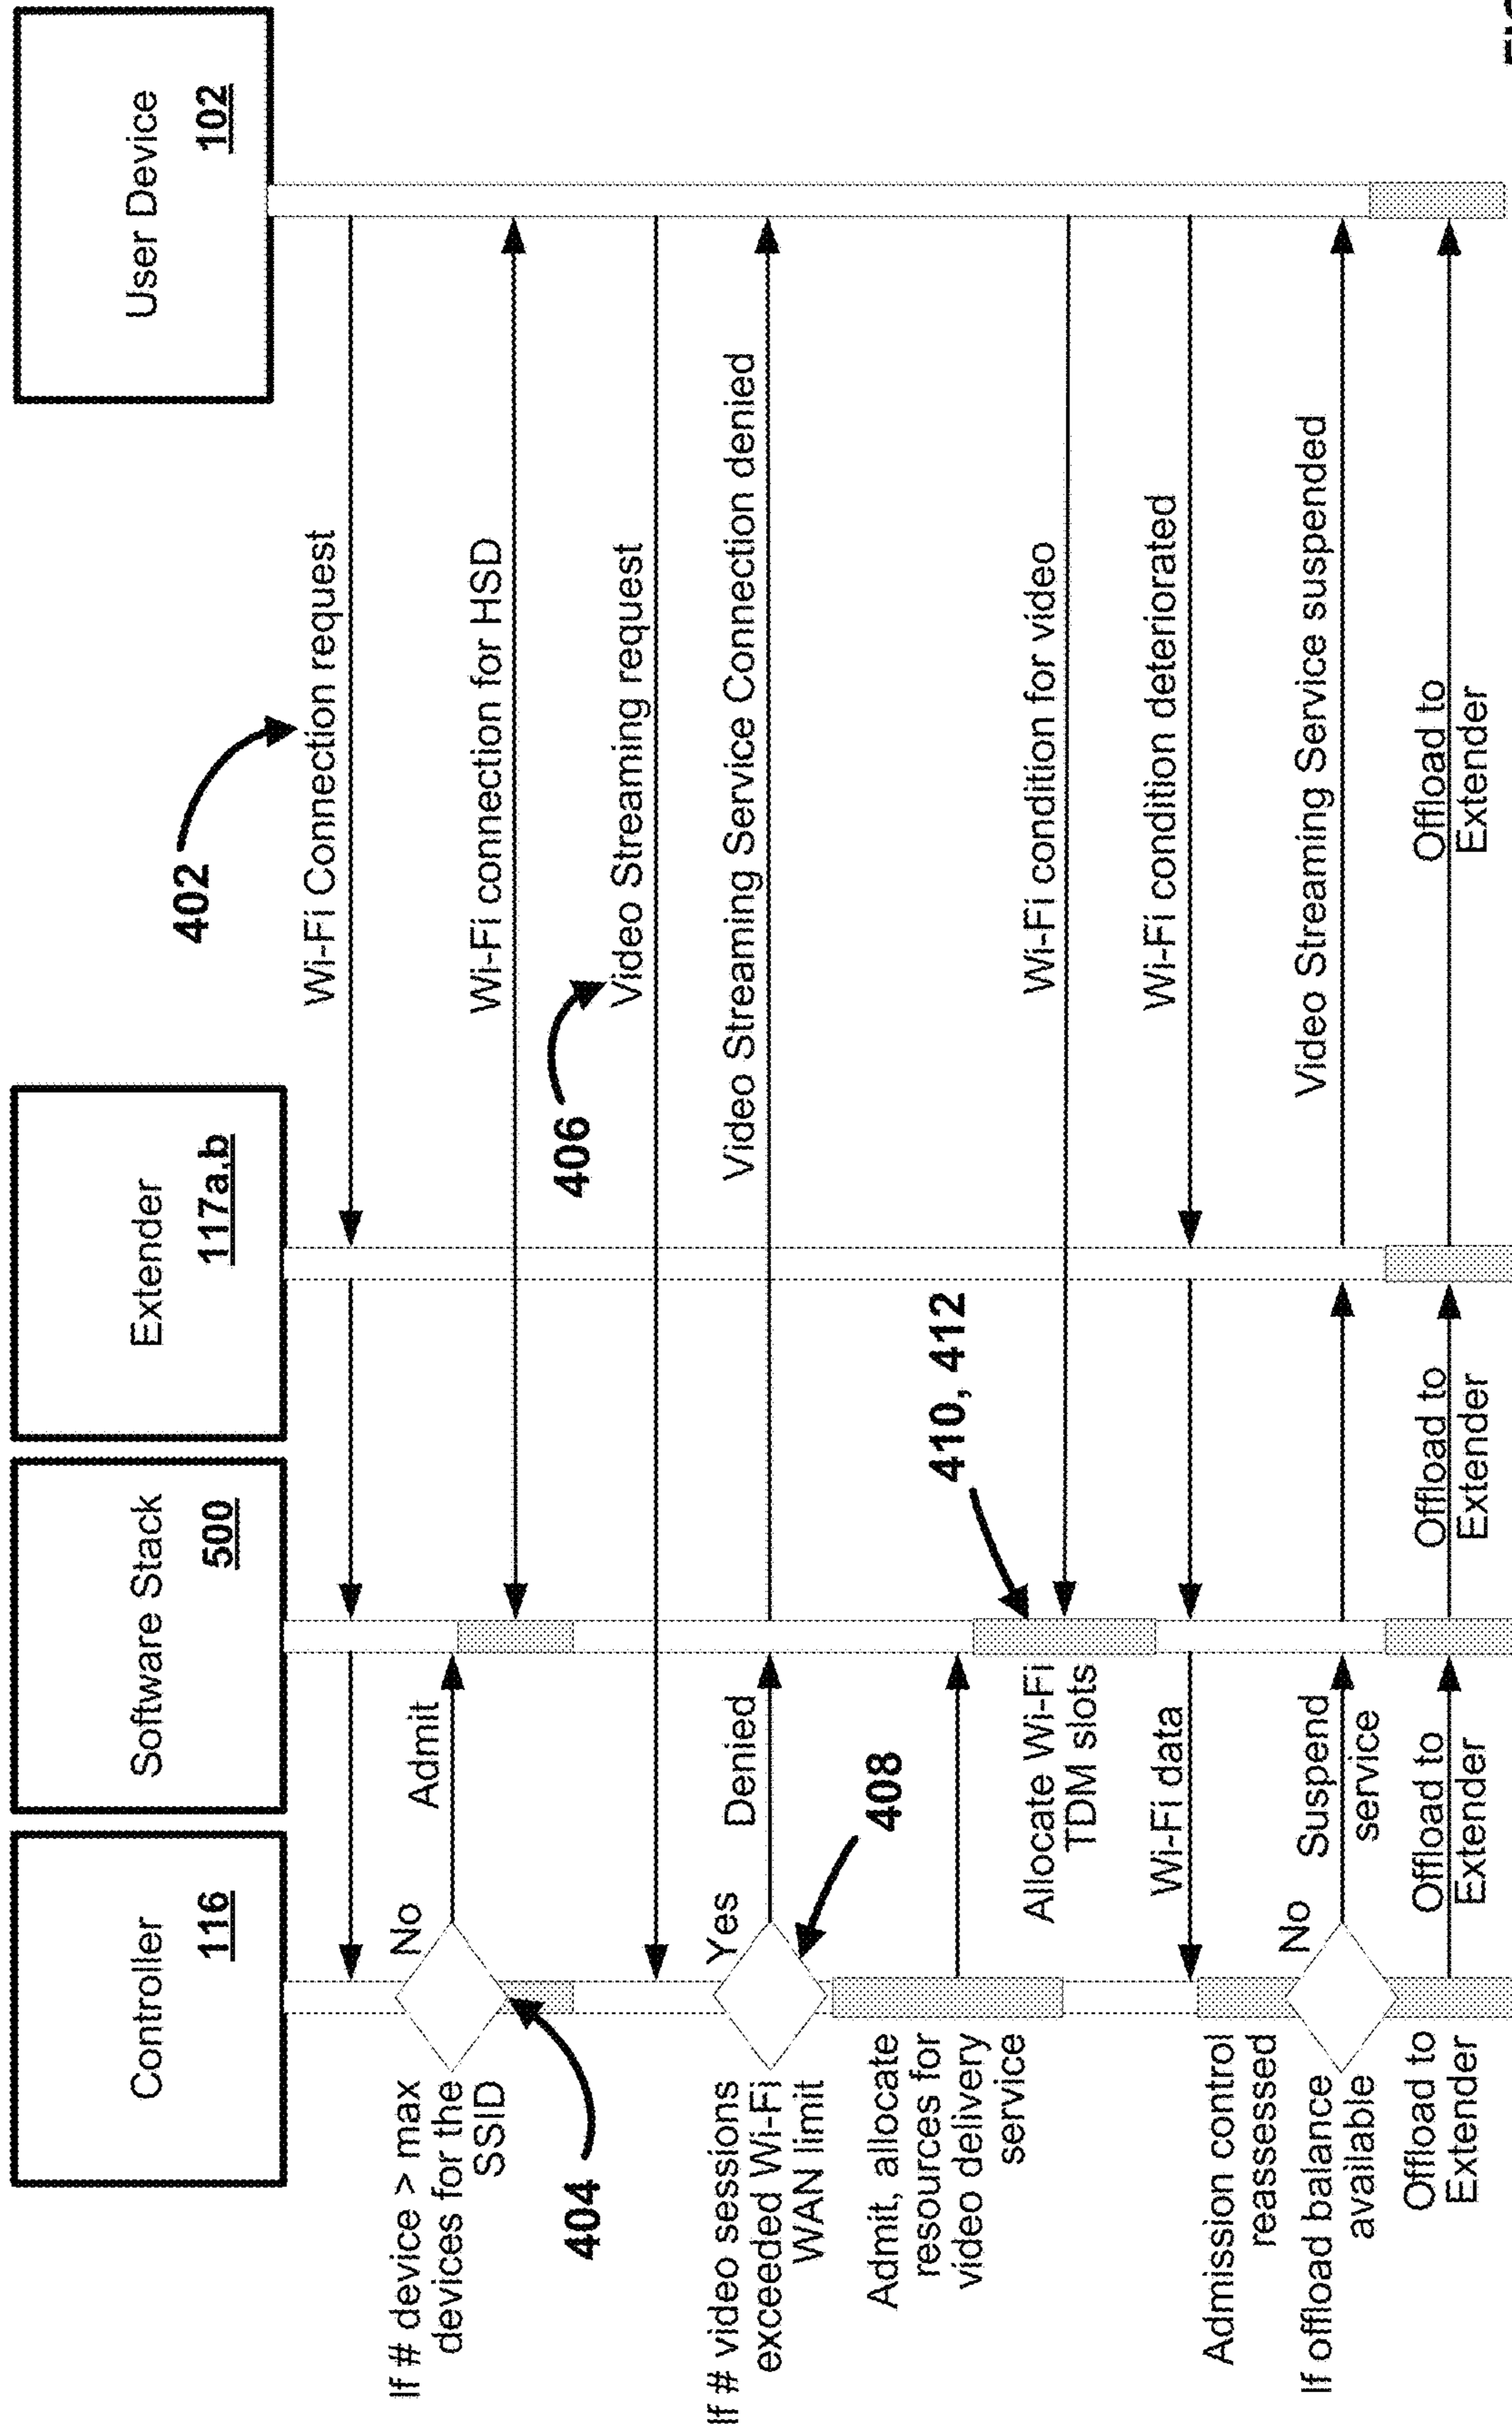 Controller
116
Software Stack
500
Extender
117a,b
User Device
102
402
Wi-Fi Connection request
If # device > max
devices for the
SSID
No
Admit
404
Wi-Fi connection for HSD
406
Video Streaming request
If # video sessions
exceeded Wi-Fi
WAN limit
Yes
Denied
408
Video Streaming Service Connection denied
Admit, allocate
resources for
video delivery
service
410, 412
Allocate Wi-Fi
TDM slots
Wi-Fi condition for video
Wi-Fi data
Wi-Fi condition deteriorated
Admission control
reassessed
If offload balance
available
No
Suspend
service
Video Streaming Service suspended
Offload to
Extender
Offload to
Extender
Offload to
Extender
Offload to
Extender